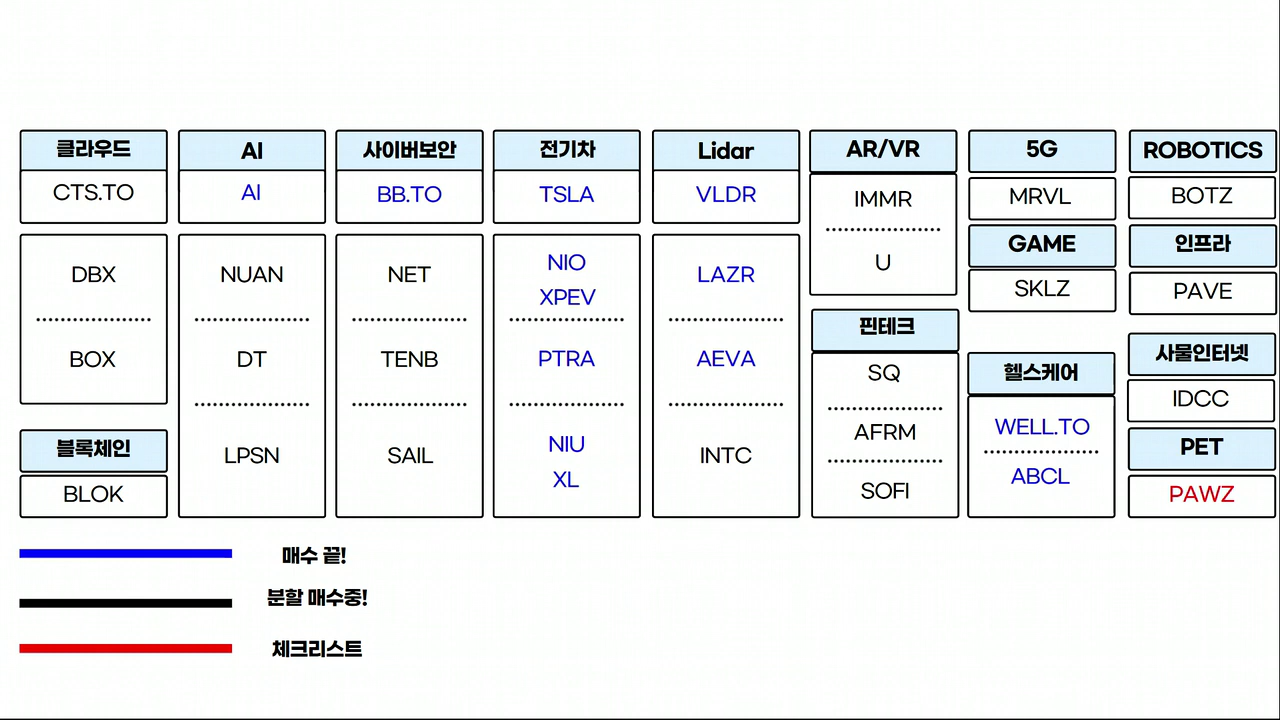 클라우드
CTS.TO
DBX
BOX
블록체인
BLOK
AI
AI
NUAN
DT
LPSN
사이버보안
BB.TO
NET
TENB
SAIL
전기차
TSLA
NIO
XPEV
PTRA
NIU
XL
Lidar
VLDR
LAZR
AEVA
INTC
AR/VR
IMMR
U
핀테크
SQ
AFRM
SOFI
5G
MRVL
GAME
SKLZ
헬스케어
WELL.TO
ABCL
ROBOTICS
BOTZ
인프라
PAVE
사물인터넷
IDCC
PET
PAWZ
매수 끝!
분할 매수중!
체크리스트